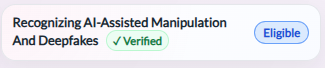 Recognizing AI-Assisted Manipulation
And Deepfakes ✓ Verified
Eligible